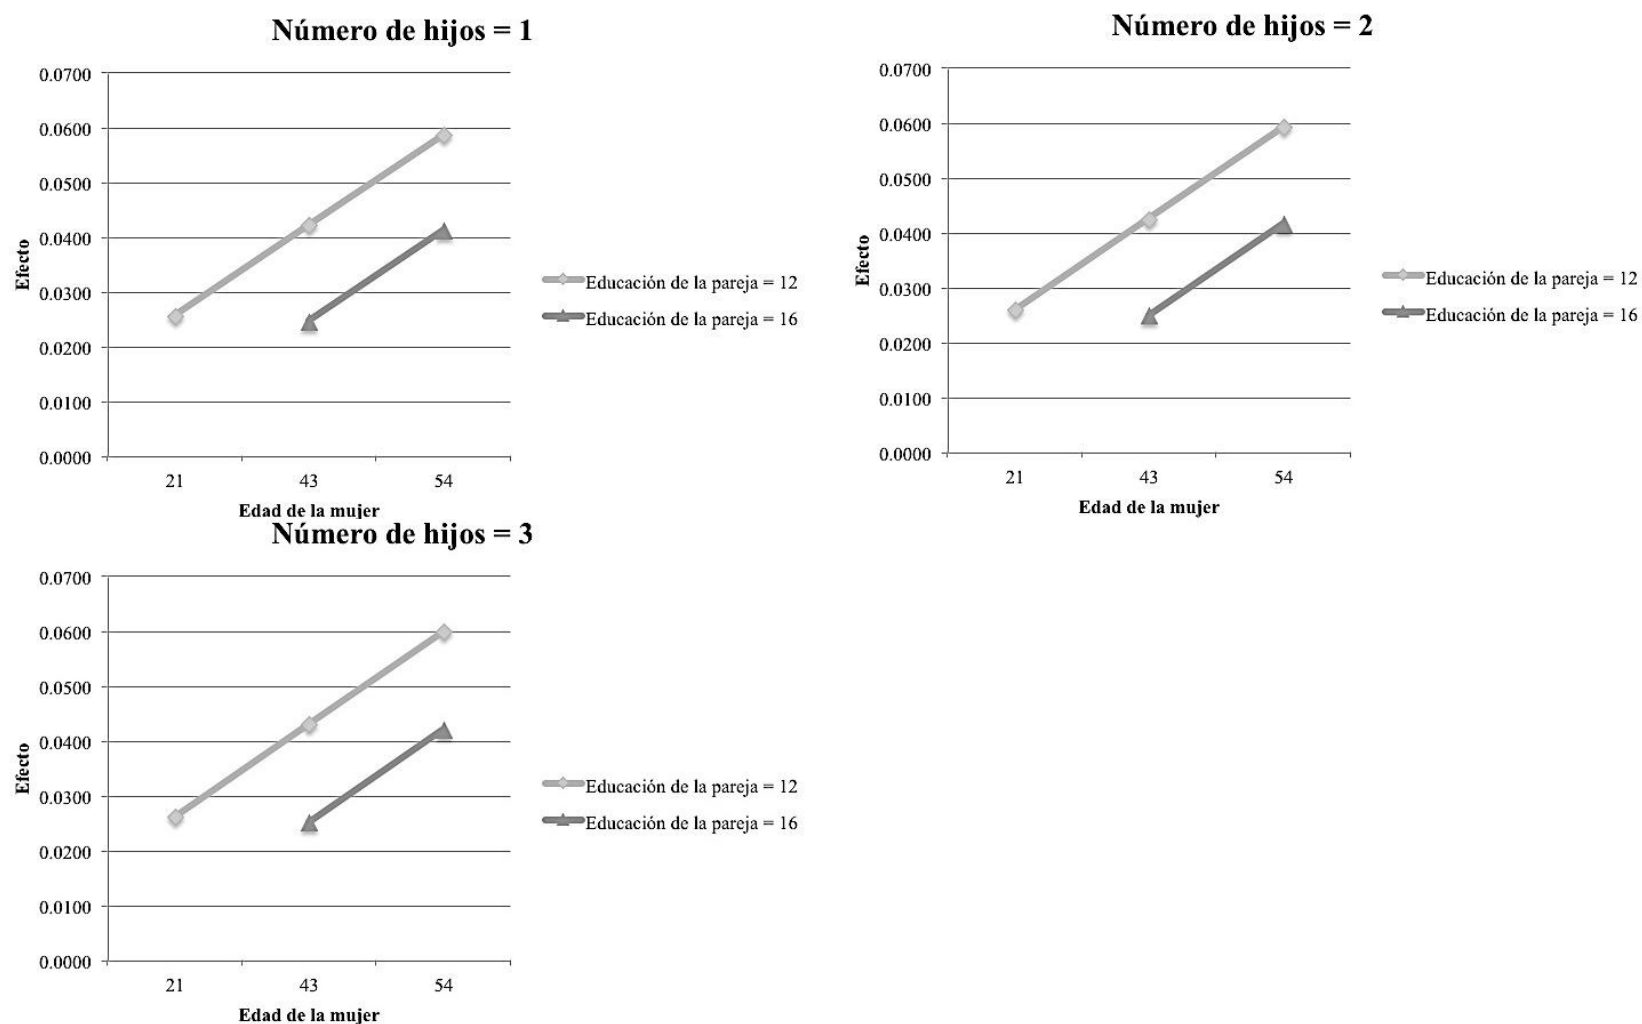 Número de hijos = 1
0.0700
0.0600
0.0500
0.0400
0.0300
0.0200
0.0100
0.0000
Efecto
21 43 54
Edad de la mujer
Educación de la pareja = 12
Educación de la pareja = 16
Número de hijos = 2
0.0700
0.0600
0.0500
0.0400
0.0300
0.0200
0.0100
0.0000
Efecto
21 43 54
Edad de la mujer
Educación de la pareja = 12
Educación de la pareja = 16
Número de hijos = 3
0.0700
0.0600
0.0500
0.0400
0.0300
0.0200
0.0100
0.0000
Efecto
21 43 54
Edad de la mujer
Educación de la pareja = 12
Educación de la pareja = 16